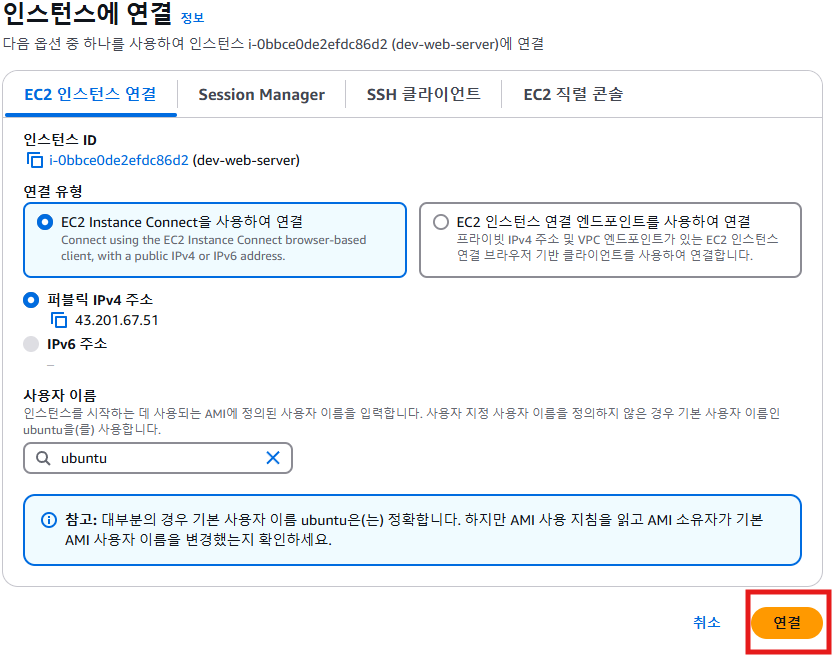 인스턴스에 연결 정보
다음 옵션 중 하나를 사용하여 인스턴스 i-0bbce0de2efdc86d2 (dev-web-server)에 연결
EC2 인스턴스 연결
Session Manager
SSH 클라이언트
EC2 직렬 콘솔
인스턴스 ID
i-0bbce0de2efdc86d2 (dev-web-server)
연결 유형
EC2 Instance Connect을 사용하여 연결
Connect using the EC2 Instance Connect browser-based
client, with a public IPv4 or IPv6 address.
EC2 인스턴스 연결 엔드포인트를 사용하여 연결
프라이빗 IPv4 주소 및 VPC 엔드포인트가 있는 EC2 인스턴스
연결 브라우저 기반 클라이언트를 사용하여 연결합니다.
퍼블릭 IPv4 주소
43.201.67.51
IPv6 주소
–
사용자 이름
인스턴스를 시작하는 데 사용되는 AMI에 정의된 사용자 이름을 입력합니다. 사용자 지정 사용자 이름을 정의하지 않은 경우 기본 사용자 이름인
ubuntu을(를) 사용합니다.
ubuntu
참고: 대부분의 경우 기본 사용자 이름 ubuntu은(는) 정확합니다. 하지만 AMI 사용 지침을 읽고 AMI 소유자가 기본
AMI 사용자 이름을 변경했는지 확인하세요.
취소
연결